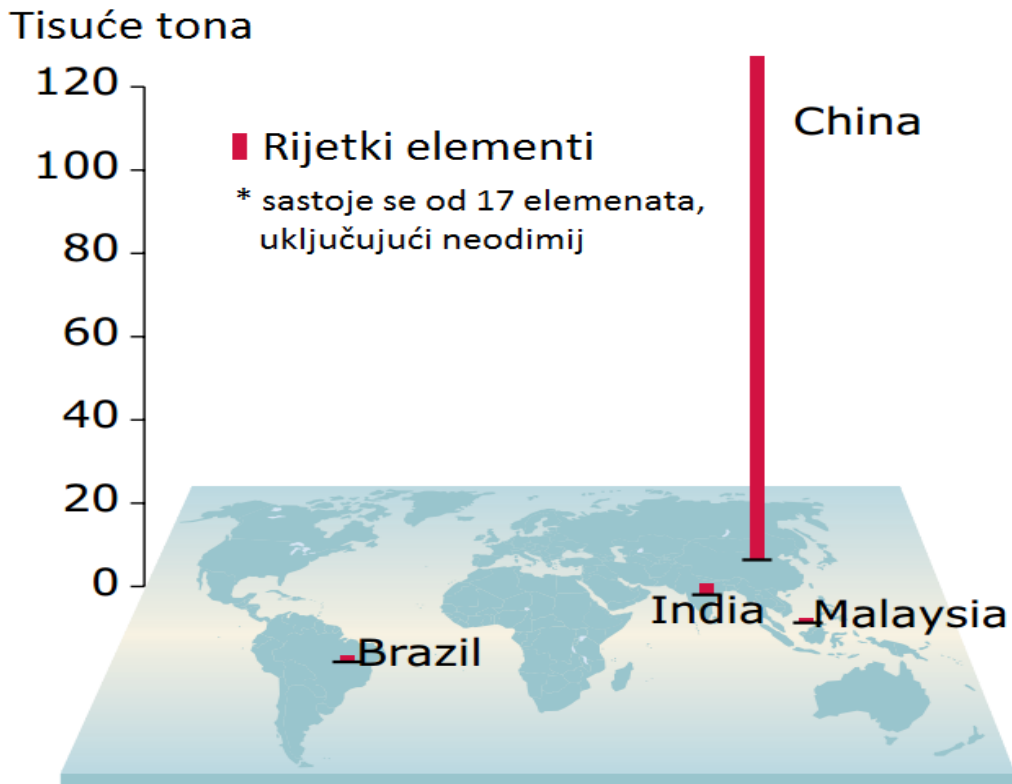 Tisuće tona
120
100
80
60
40
20
0
Rijetki elementi
* sastoje se od 17 elemenata,
uključujući neodimij
China
India
Malaysia
Brazil